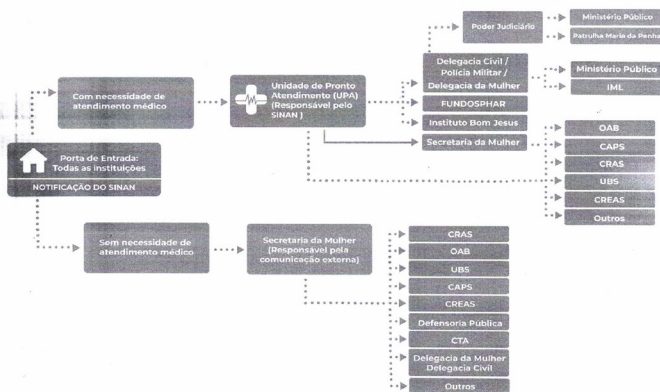 Ministério Público
Poder Judiciário
Patrulha Maria da Penha
Delegacia Civil /
Polícia Militar /
Delegacia da Mulher
Ministério Público
IML
Com necessidade de
atendimento médico
Unidade de Pronto
Atendimento (UPA)
(Responsável pelo
SINAN )
FUNDOSPHAR
Instituto Bom Jesus
Secretaria da Mulher
OAB
CAPS
CRAS
UBS
CREAS
Outros
Porta de Entrada:
Todas as instituições
NOTIFICAÇÃO DO SINAN
Sem necessidade de
atendimento médico
Secretaria da Mulher
(Responsável pela
comunicação externa)
CRAS
OAB
UBS
CAPS
CREAS
Defensoria Pública
CTA
Delegacia da Mulher
Delegacia Civil
Outros